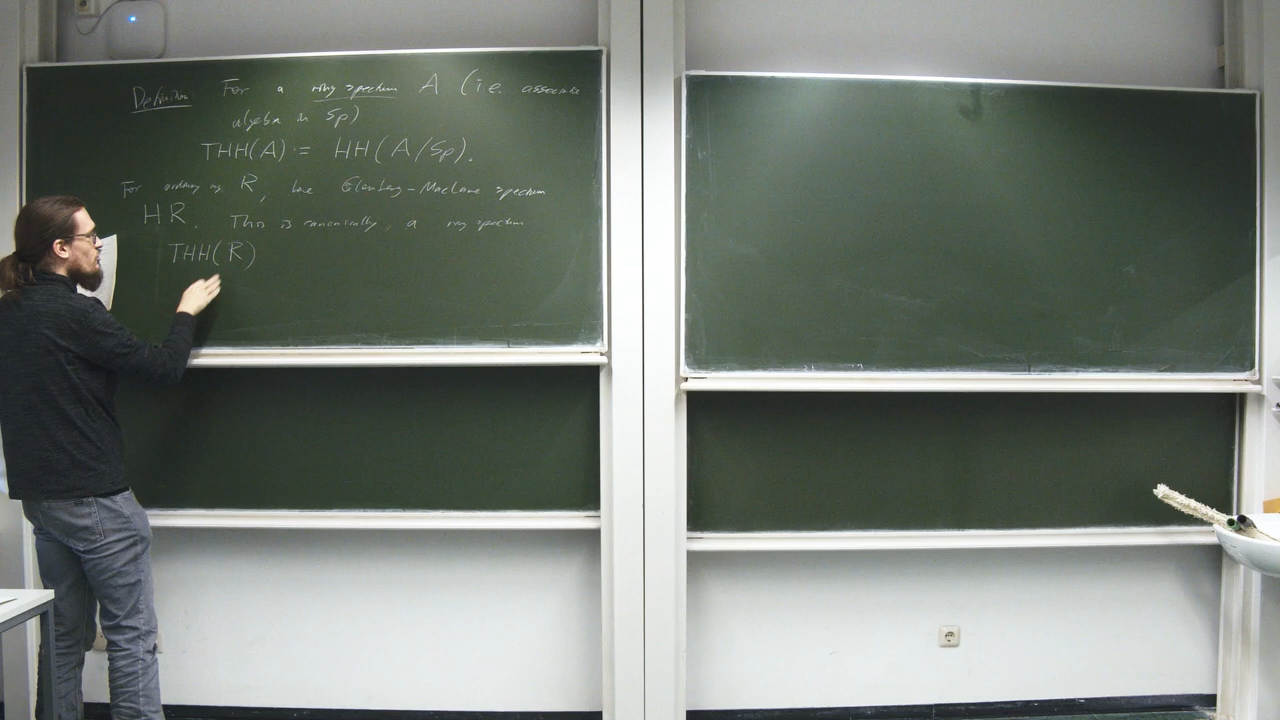 Definition For a ring spectrum A (i.e. associative
algebra in Sp)
THH(A) := HH(A/Sp).
For ordinary ring R, have Eilenberg-MacLane spectrum
HR. This is canonically, a ring spectrum
THH(R)